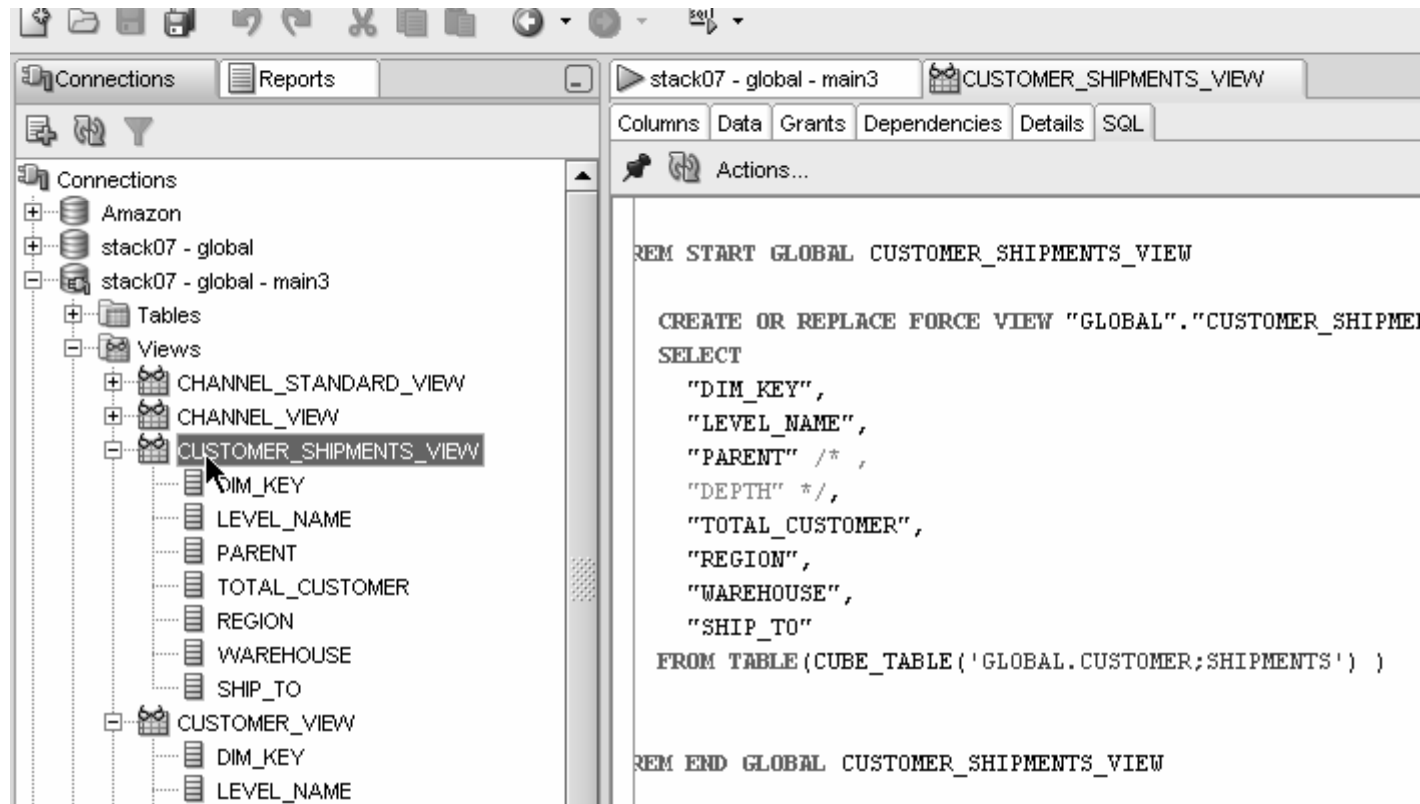 sql
Connections
Reports
Connections
Amazon
stack07 - global
stack07 - global - main3
Tables
Views
CHANNEL_STANDARD_VIEW
CHANNEL_VIEW
CUSTOMER_SHIPMENTS_VIEW
DIM_KEY
LEVEL_NAME
PARENT
TOTAL_CUSTOMER
REGION
WAREHOUSE
SHIP_TO
CUSTOMER_VIEW
DIM_KEY
LEVEL_NAME
stack07 - global - main3
CUSTOMER_SHIPMENTS_VIEW
Columns Data Grants Dependencies Details SQL
Actions...
REM START GLOBAL CUSTOMER_SHIPMENTS_VIEW
CREATE OR REPLACE FORCE VIEW "GLOBAL"."CUSTOMER_SHIPME
SELECT
"DIM_KEY",
"LEVEL_NAME",
"PARENT" /* ,
"DEPTH" */,
"TOTAL_CUSTOMER",
"REGION",
"WAREHOUSE",
"SHIP_TO"
FROM TABLE(CUBE_TABLE('GLOBAL.CUSTOMER;SHIPMENTS') )
REM END GLOBAL CUSTOMER_SHIPMENTS_VIEW